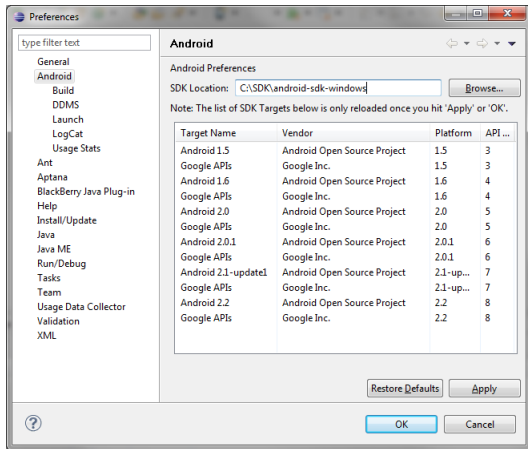 Preferences
type filter text
General
Android
Build
DDMS
Launch
LogCat
Usage Stats
Ant
Aptana
BlackBerry Java Plug-in
Help
Install/Update
Java
Java ME
Run/Debug
Tasks
Team
Usage Data Collector
Validation
XML
Android
Android Preferences
SDK Location: C:\SDK\android-sdk-windows Browse...
Note: The list of SDK Targets below is only reloaded once you hit 'Apply' or 'OK'.
Target Name Vendor Platform API ...
Android 1.5 Android Open Source Project 1.5 3
Google APIs Google Inc. 1.5 3
Android 1.6 Android Open Source Project 1.6 4
Google APIs Google Inc. 1.6 4
Android 2.0 Android Open Source Project 2.0 5
Google APIs Google Inc. 2.0 5
Android 2.0.1 Android Open Source Project 2.0.1 6
Google APIs Google Inc. 2.0.1 6
Android 2.1-update1 Android Open Source Project 2.1-up... 7
Google APIs Google Inc. 2.1-up... 7
Android 2.2 Android Open Source Project 2.2 8
Google APIs Google Inc. 2.2 8
Restore Defaults Apply
OK Cancel